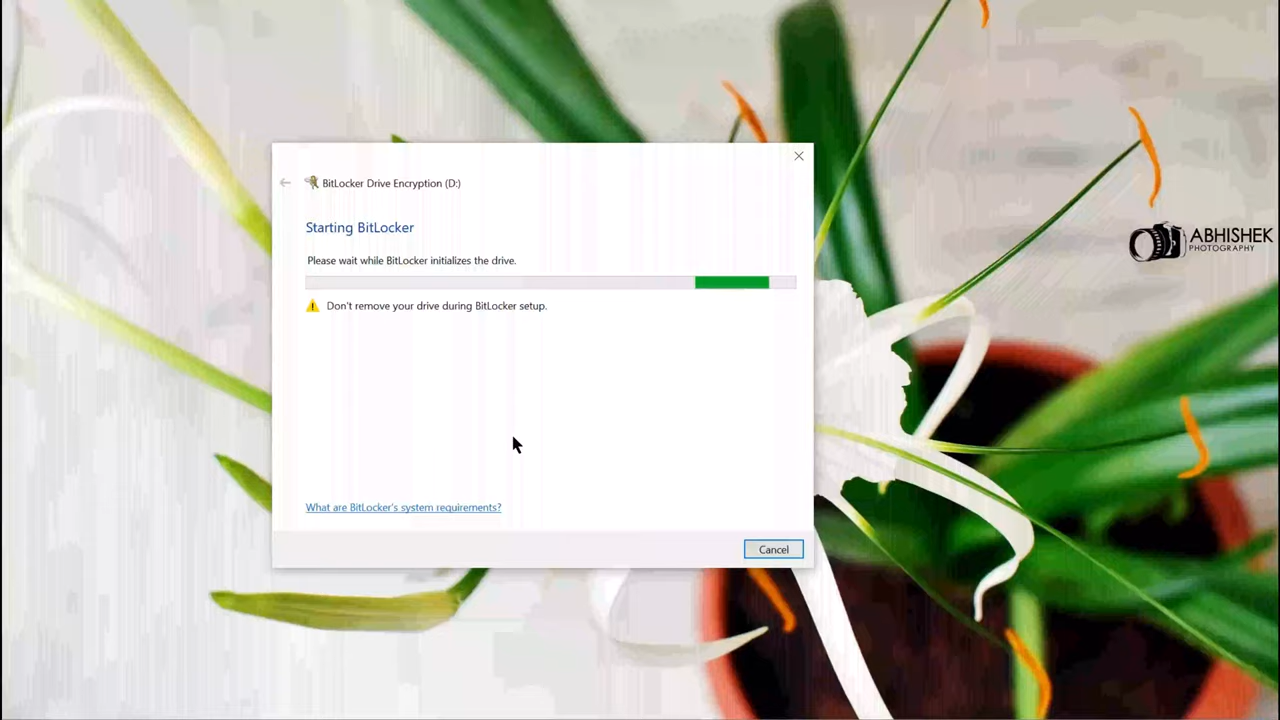 BitLocker Drive Encryption (D:)
Starting BitLocker
Please wait while BitLocker initializes the drive.
Don't remove your drive during BitLocker setup.
What are BitLocker's system requirements?
Cancel
ABHISHEK
PHOTOGRAPHY